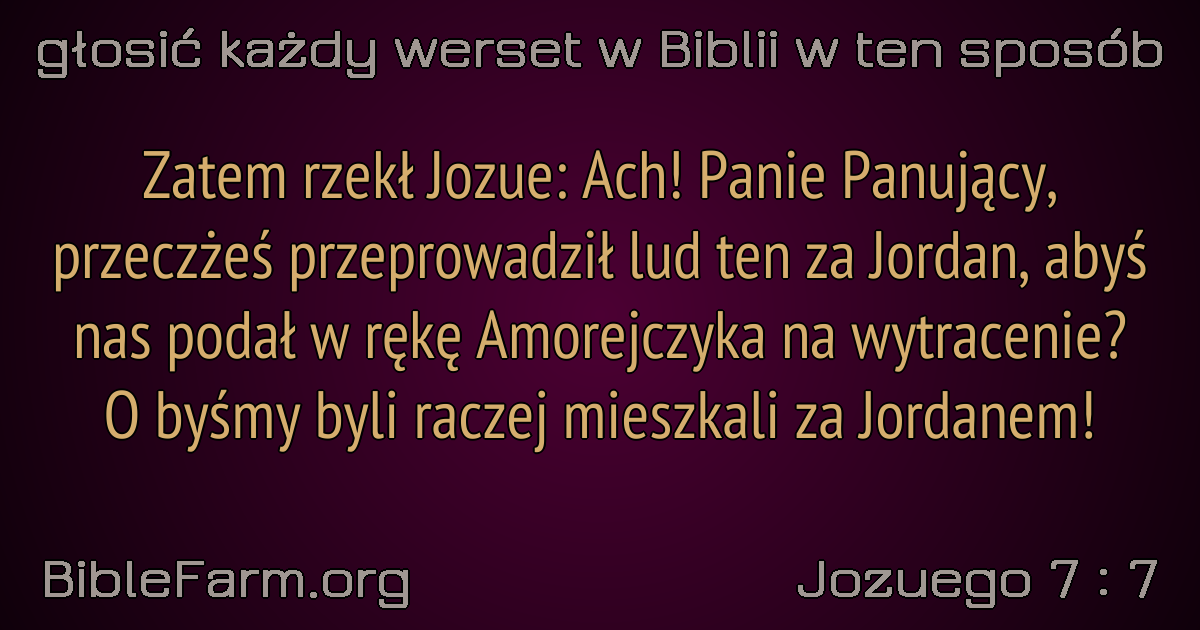 głosić każdy werset w Biblii w ten sposób
Zatem rzekł Jozue: Ach! Panie Panujący,
przeczżeś przeprowadził lud ten za Jordan, abyś
nas podał w rękę Amorejczyka na wytracenie?
O byśmy byli raczej mieszkali za Jordanem!
BibleFarm.org
Jozuego 7 : 7